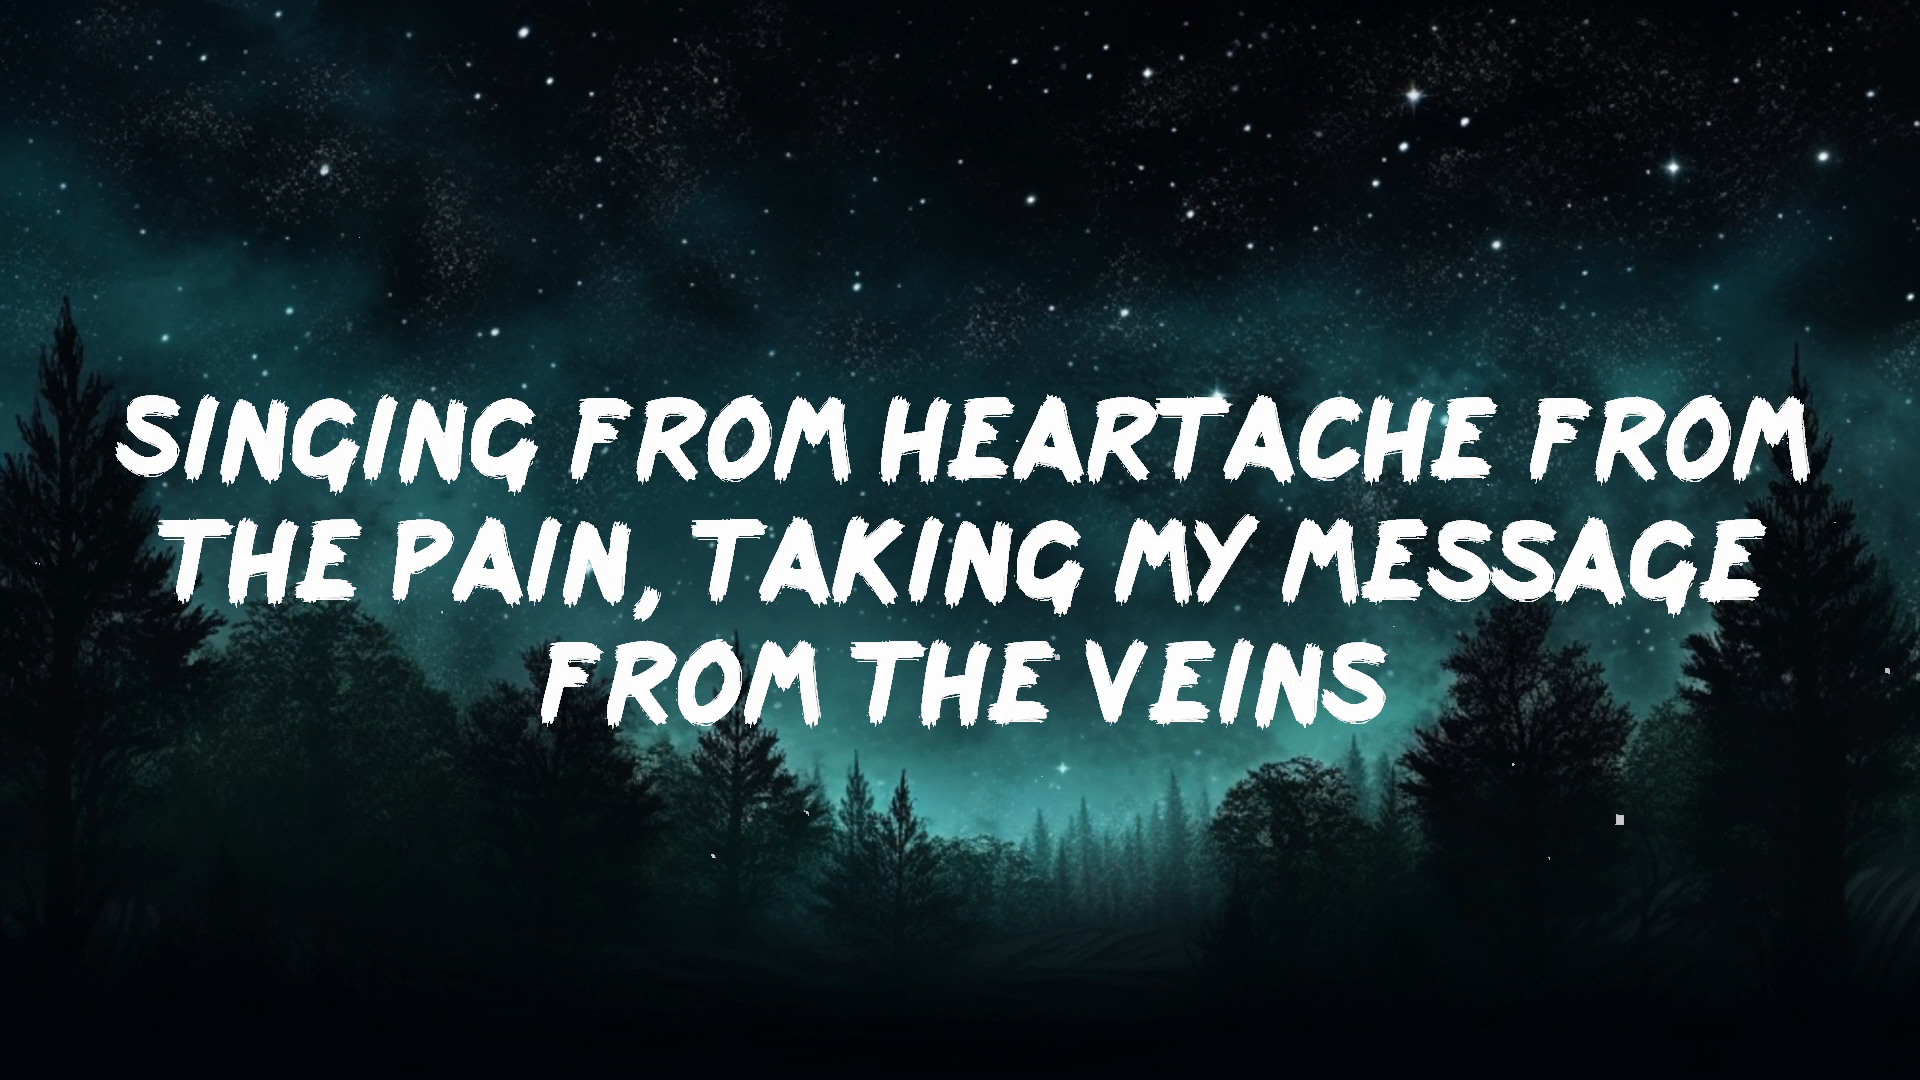 SINGING FROM HEARTACHE FROM
THE PAIN, TAKING MY MESSAGE
FROM THE VEINS